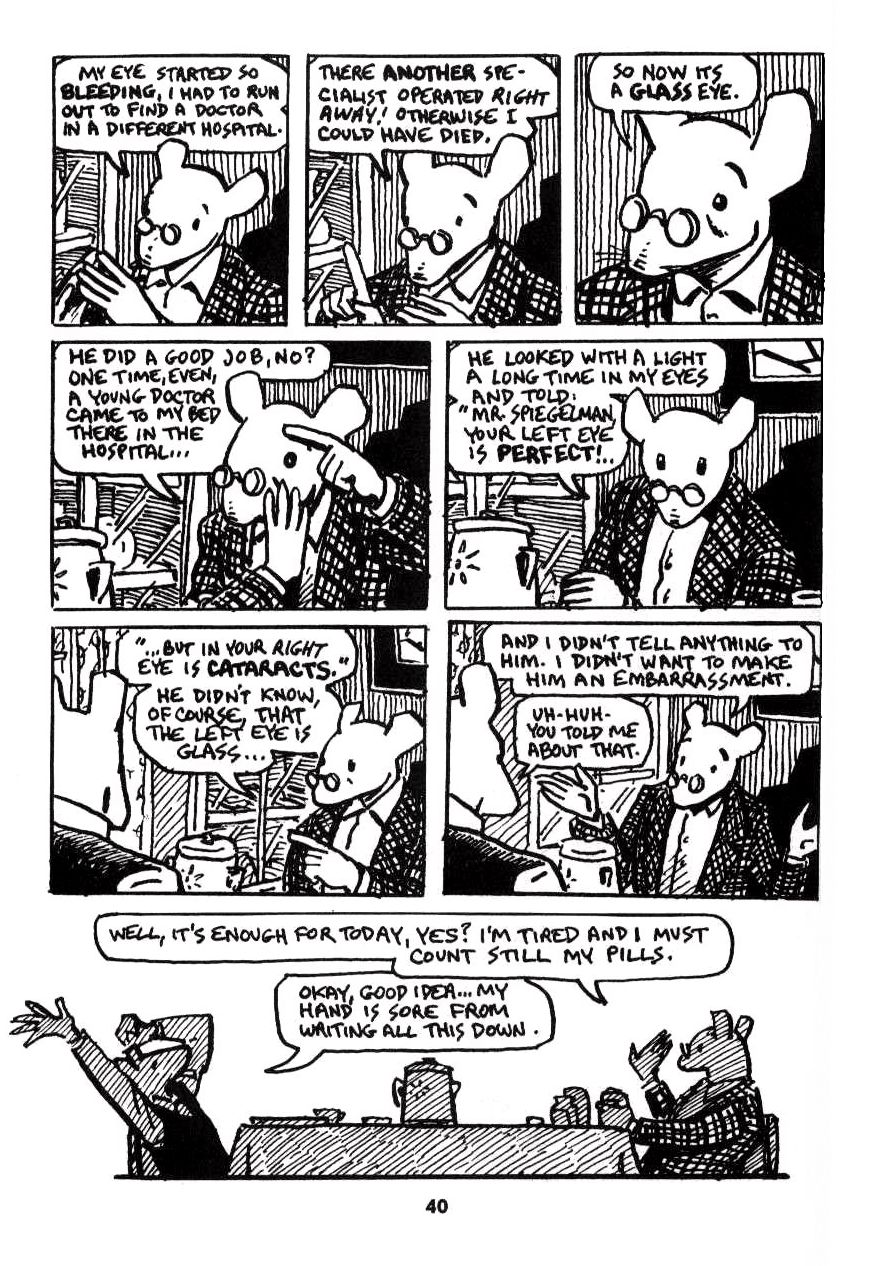 MY EYE STARTED SO
BLEEDING, I HAD TO RUN
OUT TO FIND A DOCTOR
IN A DIFFERENT HOSPITAL.
THERE ANOTHER SPE-
CIALIST OPERATED RIGHT
AWAY! OTHERWISE I
COULD HAVE DIED.
SO NOW ITS
A GLASS EYE.
HE DID A GOOD JOB, NO?
ONE TIME, EVEN,
A YOUNG DOCTOR
CAME TO MY BED
THERE IN THE
HOSPITAL...
HE LOOKED WITH A LIGHT
A LONG TIME IN MY EYES
AND TOLD:
"MR. SPIEGELMAN,
YOUR LEFT EYE
IS PERFECT!..
"...BUT IN YOUR RIGHT
EYE IS CATARACTS."
HE DIDN'T KNOW,
OF COURSE, THAT
THE LEFT EYE IS
GLASS...
AND I DIDN'T TELL ANYTHING TO
HIM. I DIDN'T WANT TO MAKE
HIM AN EMBARRASSMENT.
UH-HUH-
YOU TOLD ME
ABOUT THAT.
WELL, IT'S ENOUGH FOR TODAY, YES? I'M TIRED AND I MUST
COUNT STILL MY PILLS.
OKAY, GOOD IDEA... MY
HAND IS SORE FROM
WRITING ALL THIS DOWN.
40